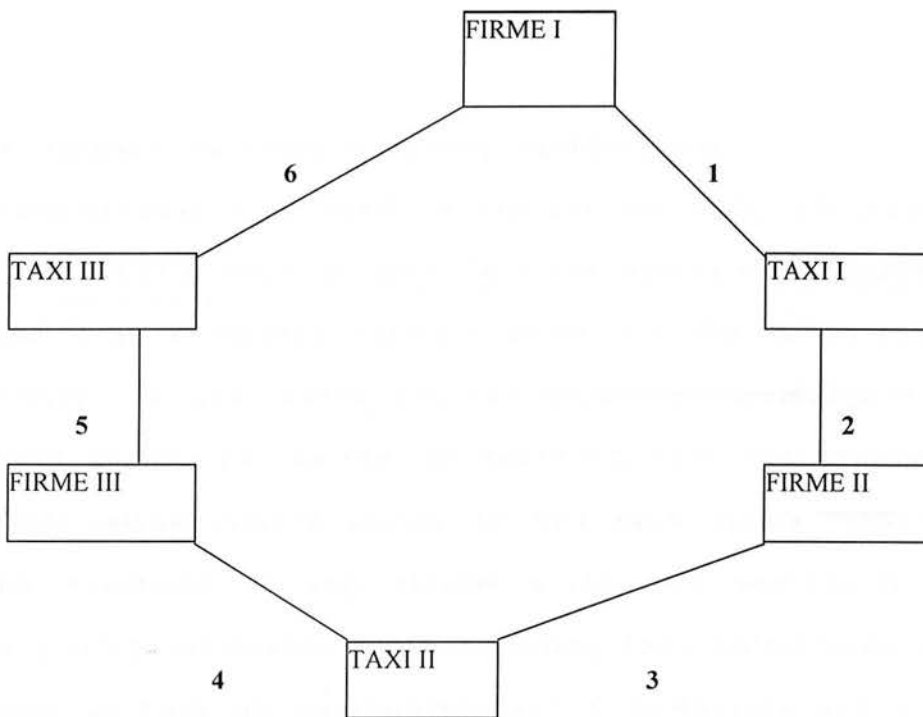 FIRME I
6
1
TAXI III
TAXI I
5
2
FIRME III
FIRME II
TAXI II
4
3